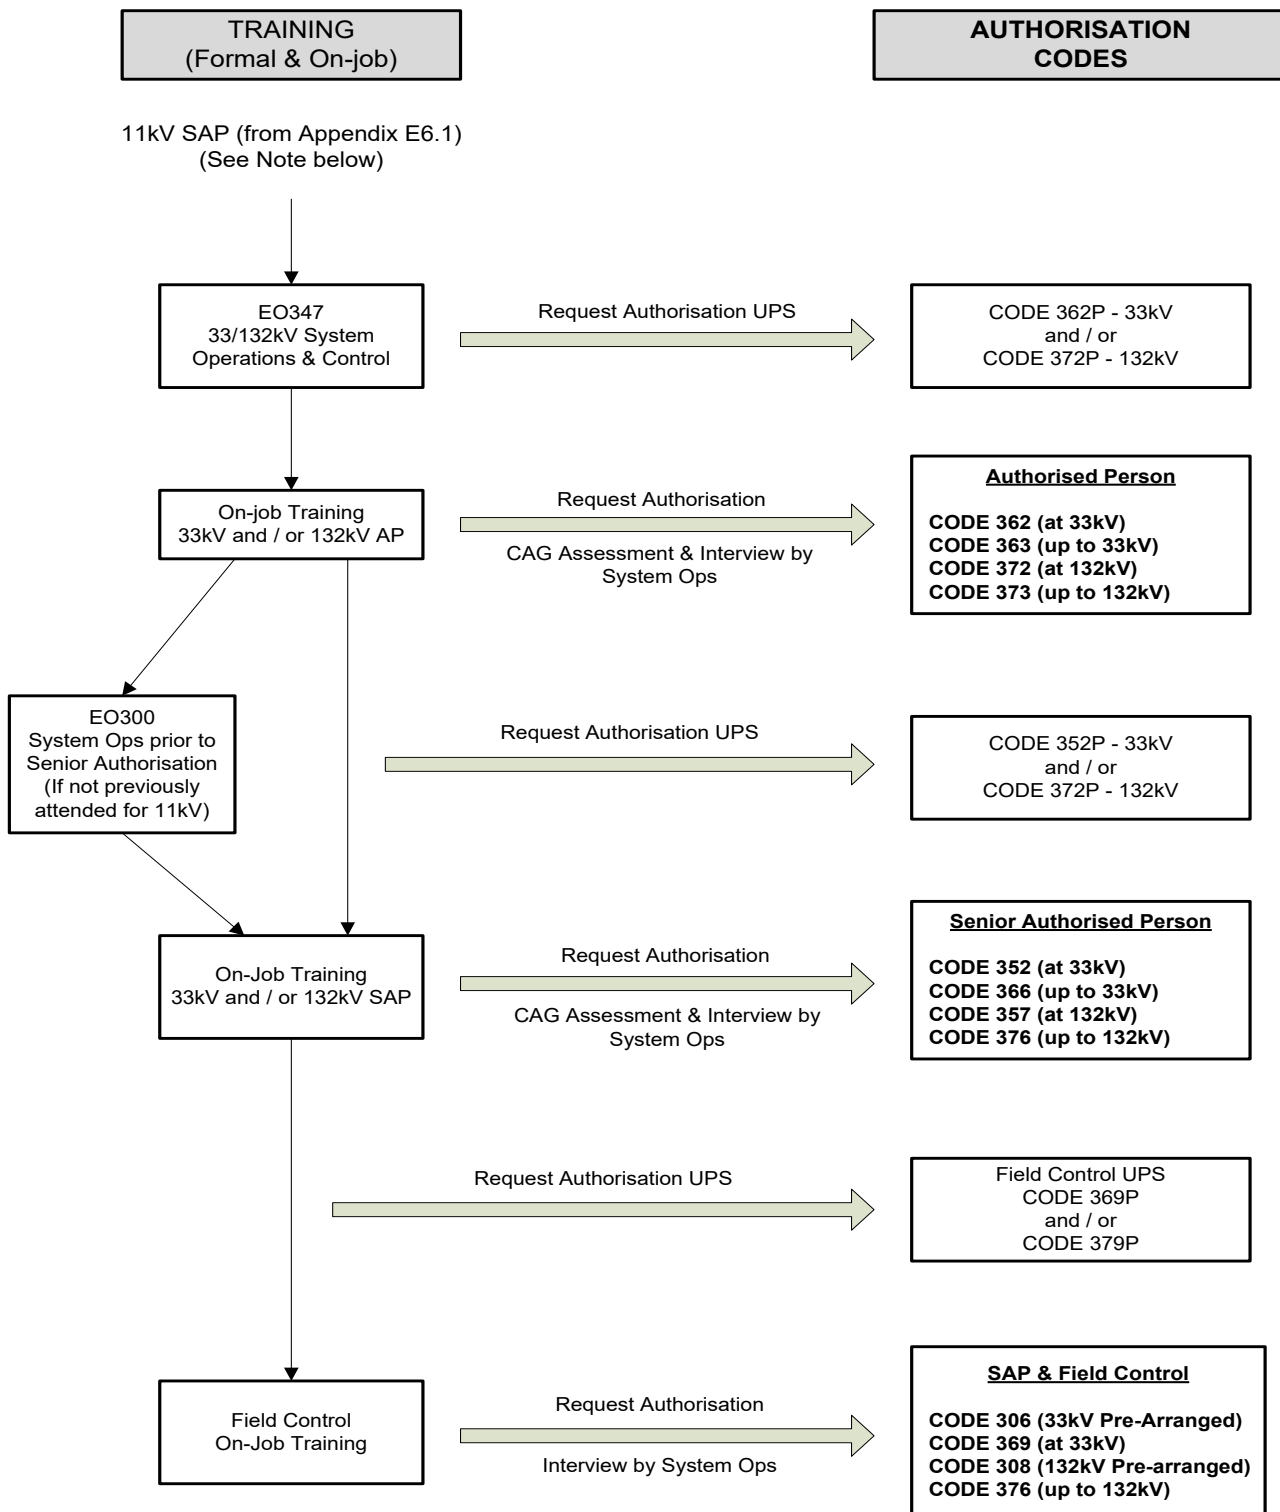 TRAINING
(Formal & On-job)
AUTHORISATION
CODES
11kV SAP (from Appendix E6.1)
(See Note below)
EO347
33/132kV System
Operations & Control
Request Authorisation UPS
CODE 362P - 33kV
and / or
CODE 372P - 132kV
On-job Training
33kV and / or 132kV AP
Request Authorisation
CAG Assessment & Interview by
System Ops
Authorised Person
CODE 362 (at 33kV)
CODE 363 (up to 33kV)
CODE 372 (at 132kV)
CODE 373 (up to 132kV)
EO300
System Ops prior to
Senior Authorisation
(If not previously
attended for 11kV)
Request Authorisation UPS
CODE 352P - 33kV
and / or
CODE 372P - 132kV
On-Job Training
33kV and / or 132kV SAP
Request Authorisation
CAG Assessment & Interview by
System Ops
Senior Authorised Person
CODE 352 (at 33kV)
CODE 366 (up to 33kV)
CODE 357 (at 132kV)
CODE 376 (up to 132kV)
Request Authorisation UPS
Field Control UPS
CODE 369P
and / or
CODE 379P
Field Control
On-Job Training
Request Authorisation
Interview by System Ops
SAP & Field Control
CODE 306 (33kV Pre-Arranged)
CODE 369 (at 33kV)
CODE 308 (132kV Pre-arranged)
CODE 376 (up to 132kV)